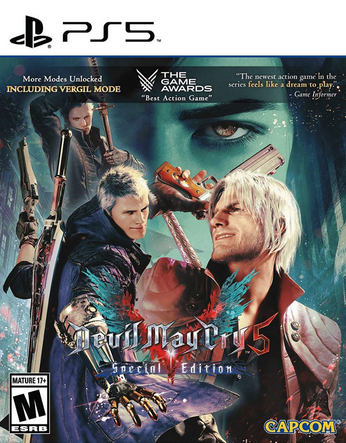 PS5
More Modes Unlocked
INCLUDING VERGIL MODE
THE
GAME
AWARDS
"Best Action Game"
"The newest action game in the
series feels like a dream to play."
- Game Informer
Devil May Cry 5
Special Edition
MATURE 17+
M
ESRB
CAPCOM